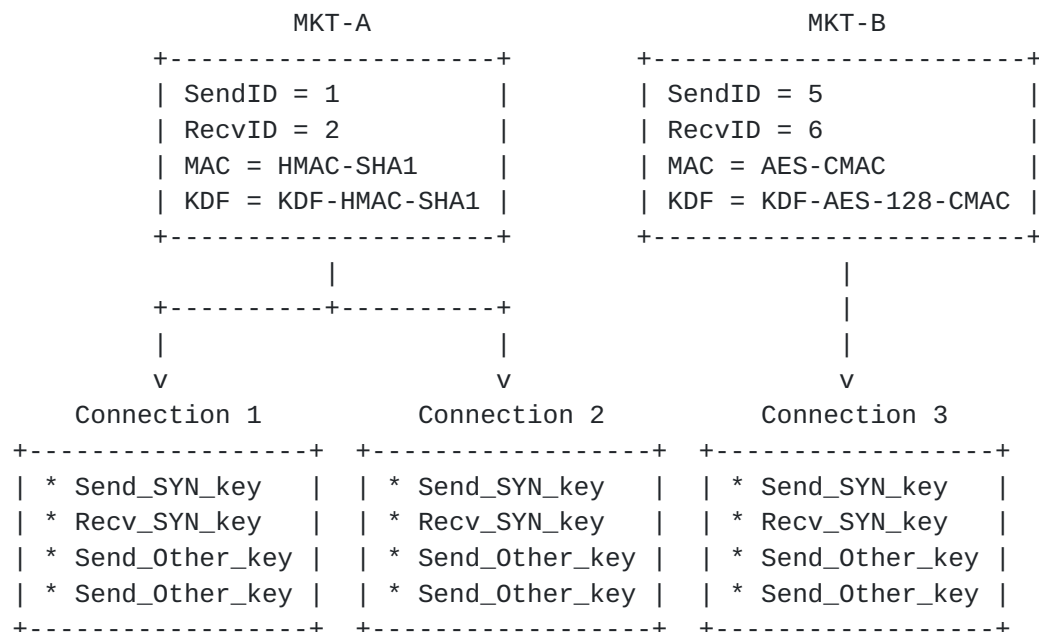 MKT-A MKT-B
SendID = 1 SendID = 5
RecvID = 2 RecvID = 6
MAC = HMAC-SHA1 MAC = AES-CMAC
KDF = KDF-HMAC-SHA1 KDF = KDF-AES-128-CMAC
Connection 1 Connection 2 Connection 3
* Send_SYN_key * Send_SYN_key * Send_SYN_key
* Recv_SYN_key * Recv_SYN_key * Recv_SYN_key
* Send_Other_key * Send_Other_key * Send_Other_key
* Send_Other_key * Send_Other_key * Send_Other_key